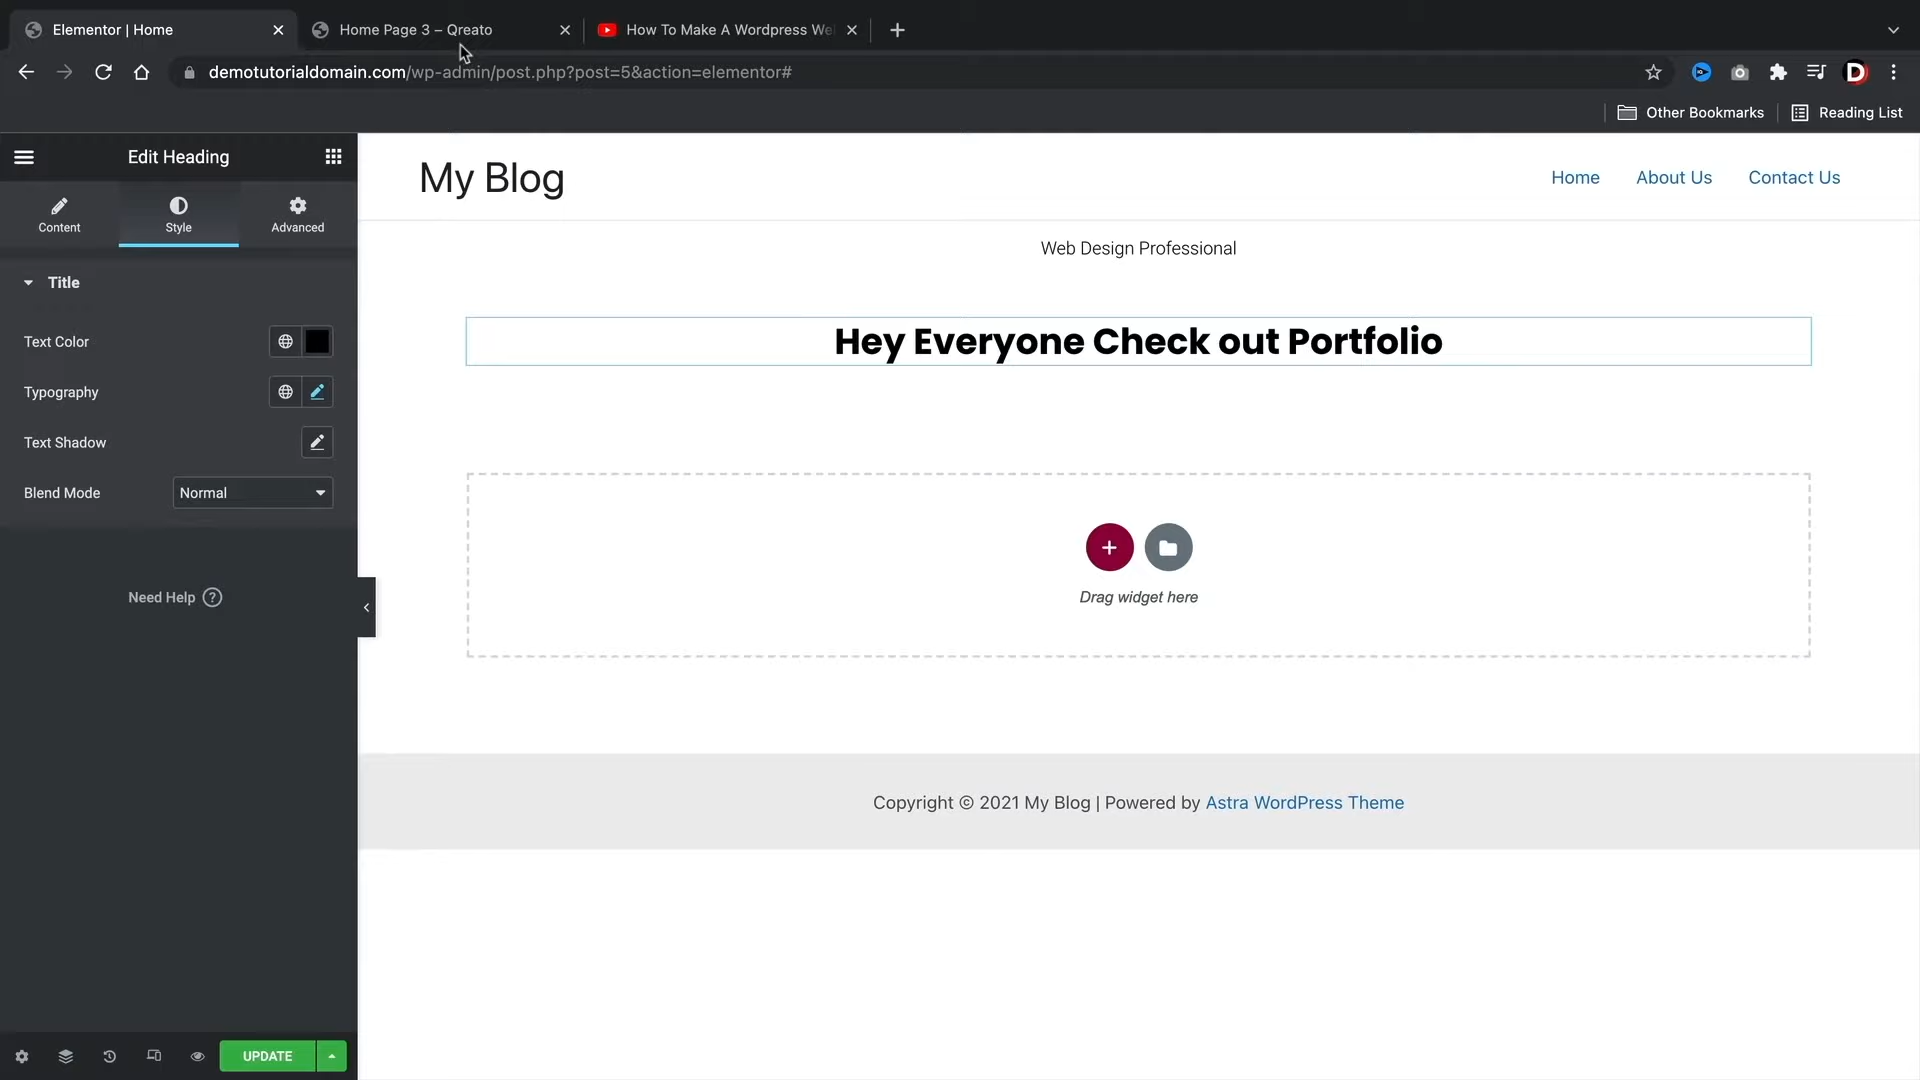 Elementor | Home
Home Page 3 – Qreato
How To Make A Wordpress We
demotutorialdomain.com/wp-admin/post.php?post=5&action=elementor#
Other Bookmarks
Reading List
Edit Heading
Content
Style
Advanced
Title
Text Color
Typography
Text Shadow
Blend Mode
Normal
Need Help
UPDATE
My Blog
Home
About Us
Contact Us
Web Design Professional
Hey Everyone Check out Portfolio
Drag widget here
Copyright © 2021 My Blog | Powered by Astra WordPress Theme